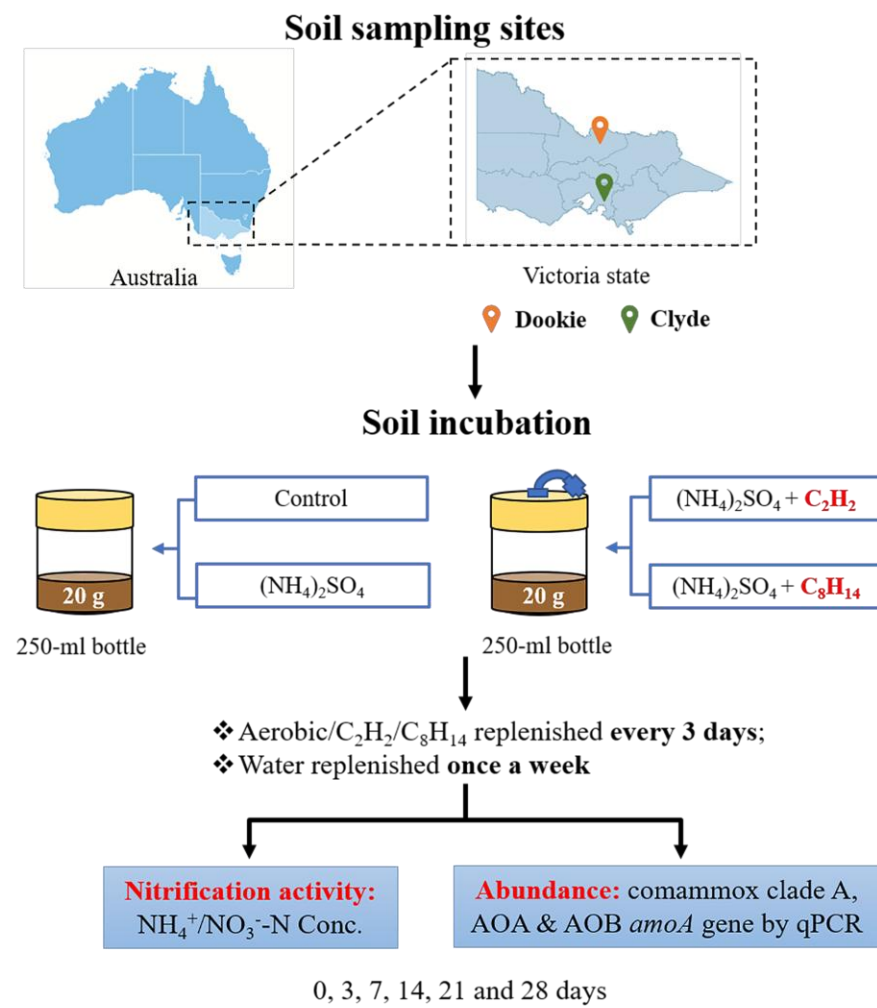 Soil sampling sites
Australia
Victoria state
Dookie
Clyde
Soil incubation
Control
(NH₄)₂SO₄
20 g
250-ml bottle
(NH₄)₂SO₄ + C₂H₂
(NH₄)₂SO₄ + C₈H₁₄
20 g
250-ml bottle
❖ Aerobic/C₂H₂/C₈H₁₄ replenished every 3 days;
❖ Water replenished once a week
Nitrification activity:
NH₄⁺/NO₃⁻-N Conc.
Abundance: comammox clade A,
AOA & AOB amoA gene by qPCR
0, 3, 7, 14, 21 and 28 days